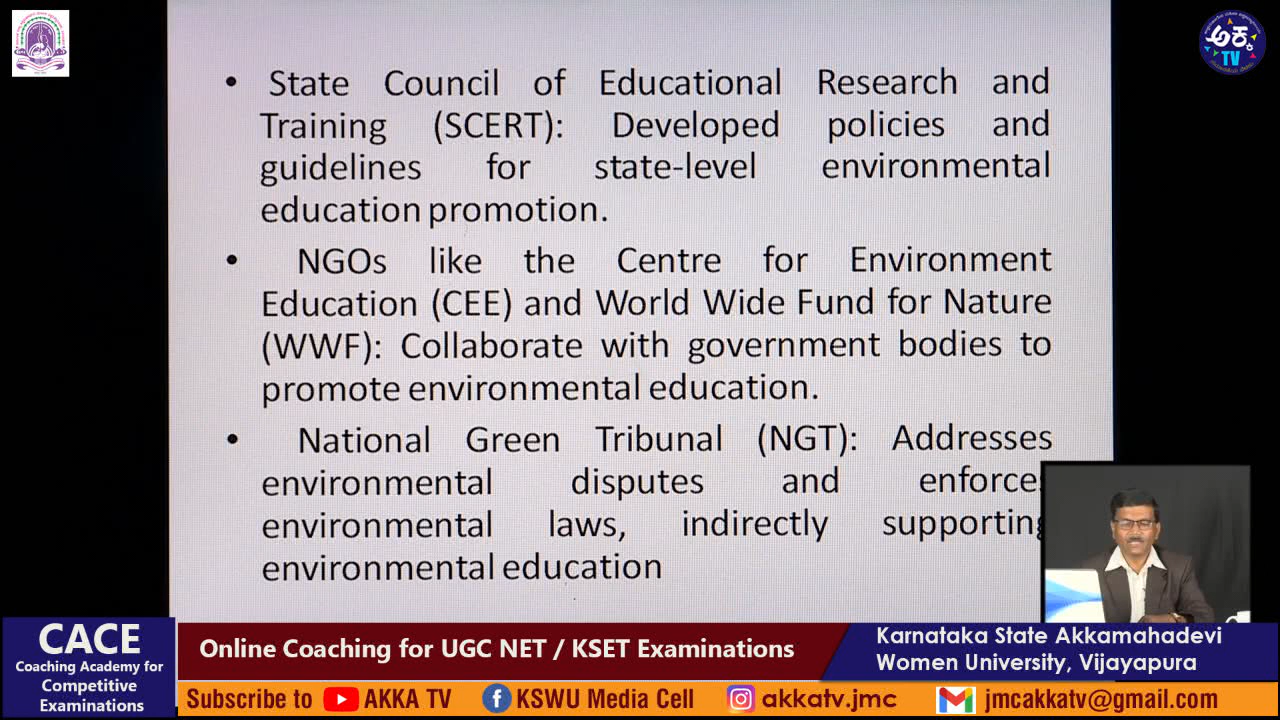 ಅಕ್ಕ
TV
• State Council of Educational Research and
Training (SCERT): Developed policies and
guidelines for state-level environmental
education promotion.
• NGOs like the Centre for Environment
Education (CEE) and World Wide Fund for Nature
(WWF): Collaborate with government bodies to
promote environmental education.
• National Green Tribunal (NGT): Addresses
environmental disputes and enforces
environmental laws, indirectly supporting
environmental education
CACE
Coaching Academy for
Competitive
Examinations
Online Coaching for UGC NET / KSET Examinations
Karnataka State Akkamahadevi
Women University, Vijayapura
Subscribe to AKKA TV KSWU Media Cell akkatv.jmc jmcakkatv@gmail.com